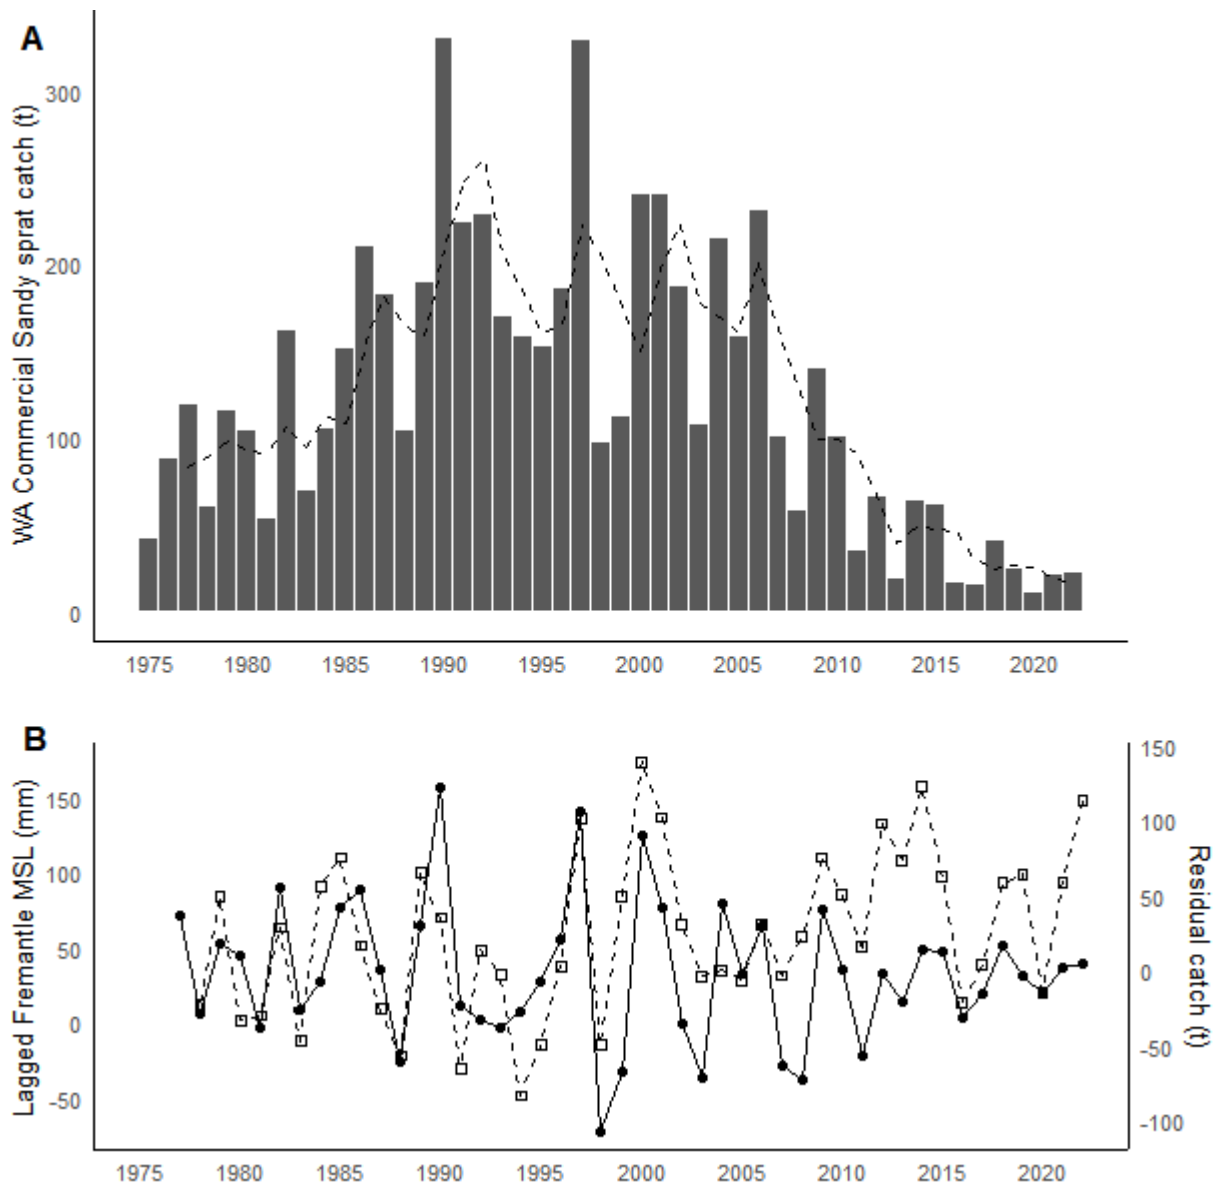 A
WA Commercial Sandy sprat catch (t)
300
200
100
0
1975 1980 1985 1990 1995 2000 2005 2010 2015 2020
B
Lagged Fremantle MSL (mm)
150
100
50
0
-50
150
100
50
0
-50
-100
Residual catch (t)
1975 1980 1985 1990 1995 2000 2005 2010 2015 2020